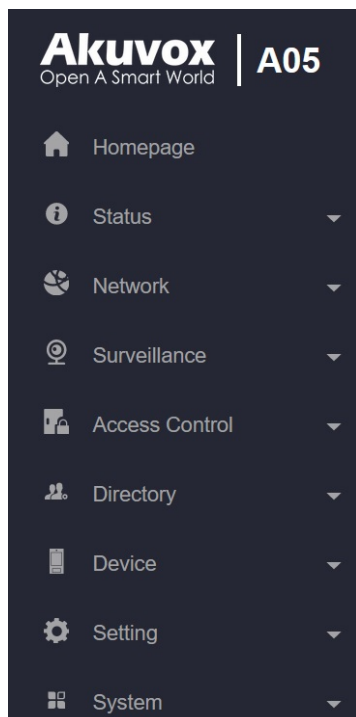 Akuvox
Open A Smart World
A05
Homepage
Status
Network
Surveillance
Access Control
Directory
Device
Setting
System